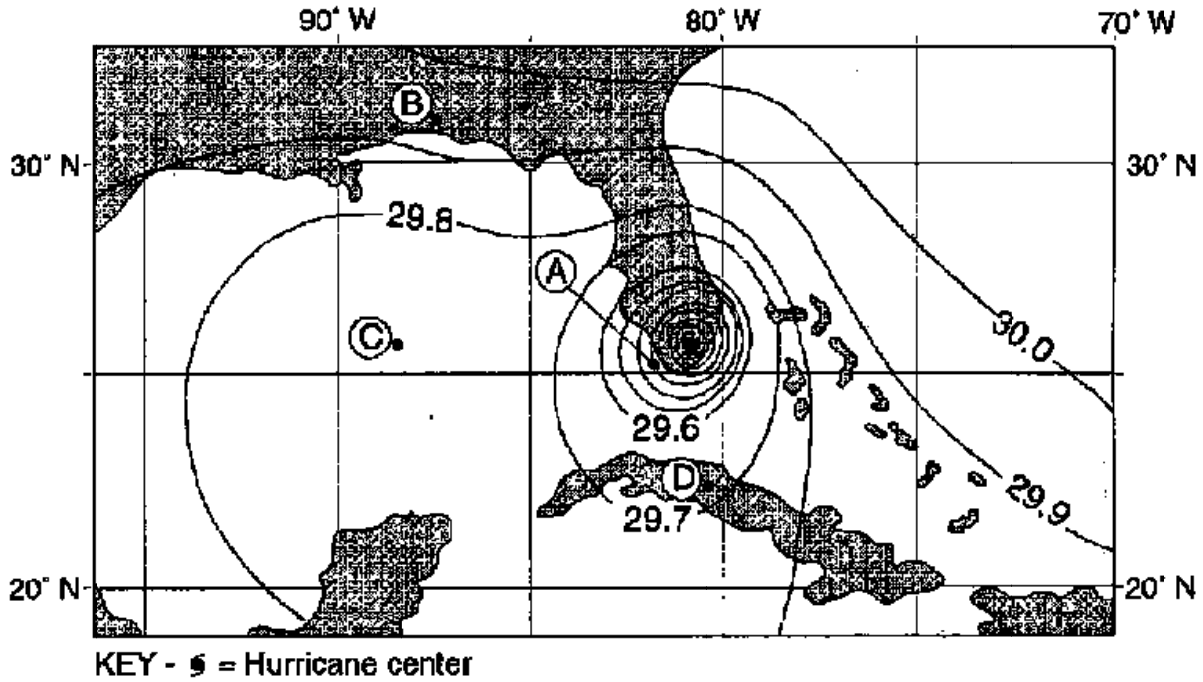 90° W 80° W 70° W
B
30° N 30° N
29.8
A
C
30.0
29.6
D
29.9
29.7
20° N 20° N
KEY - = Hurricane center